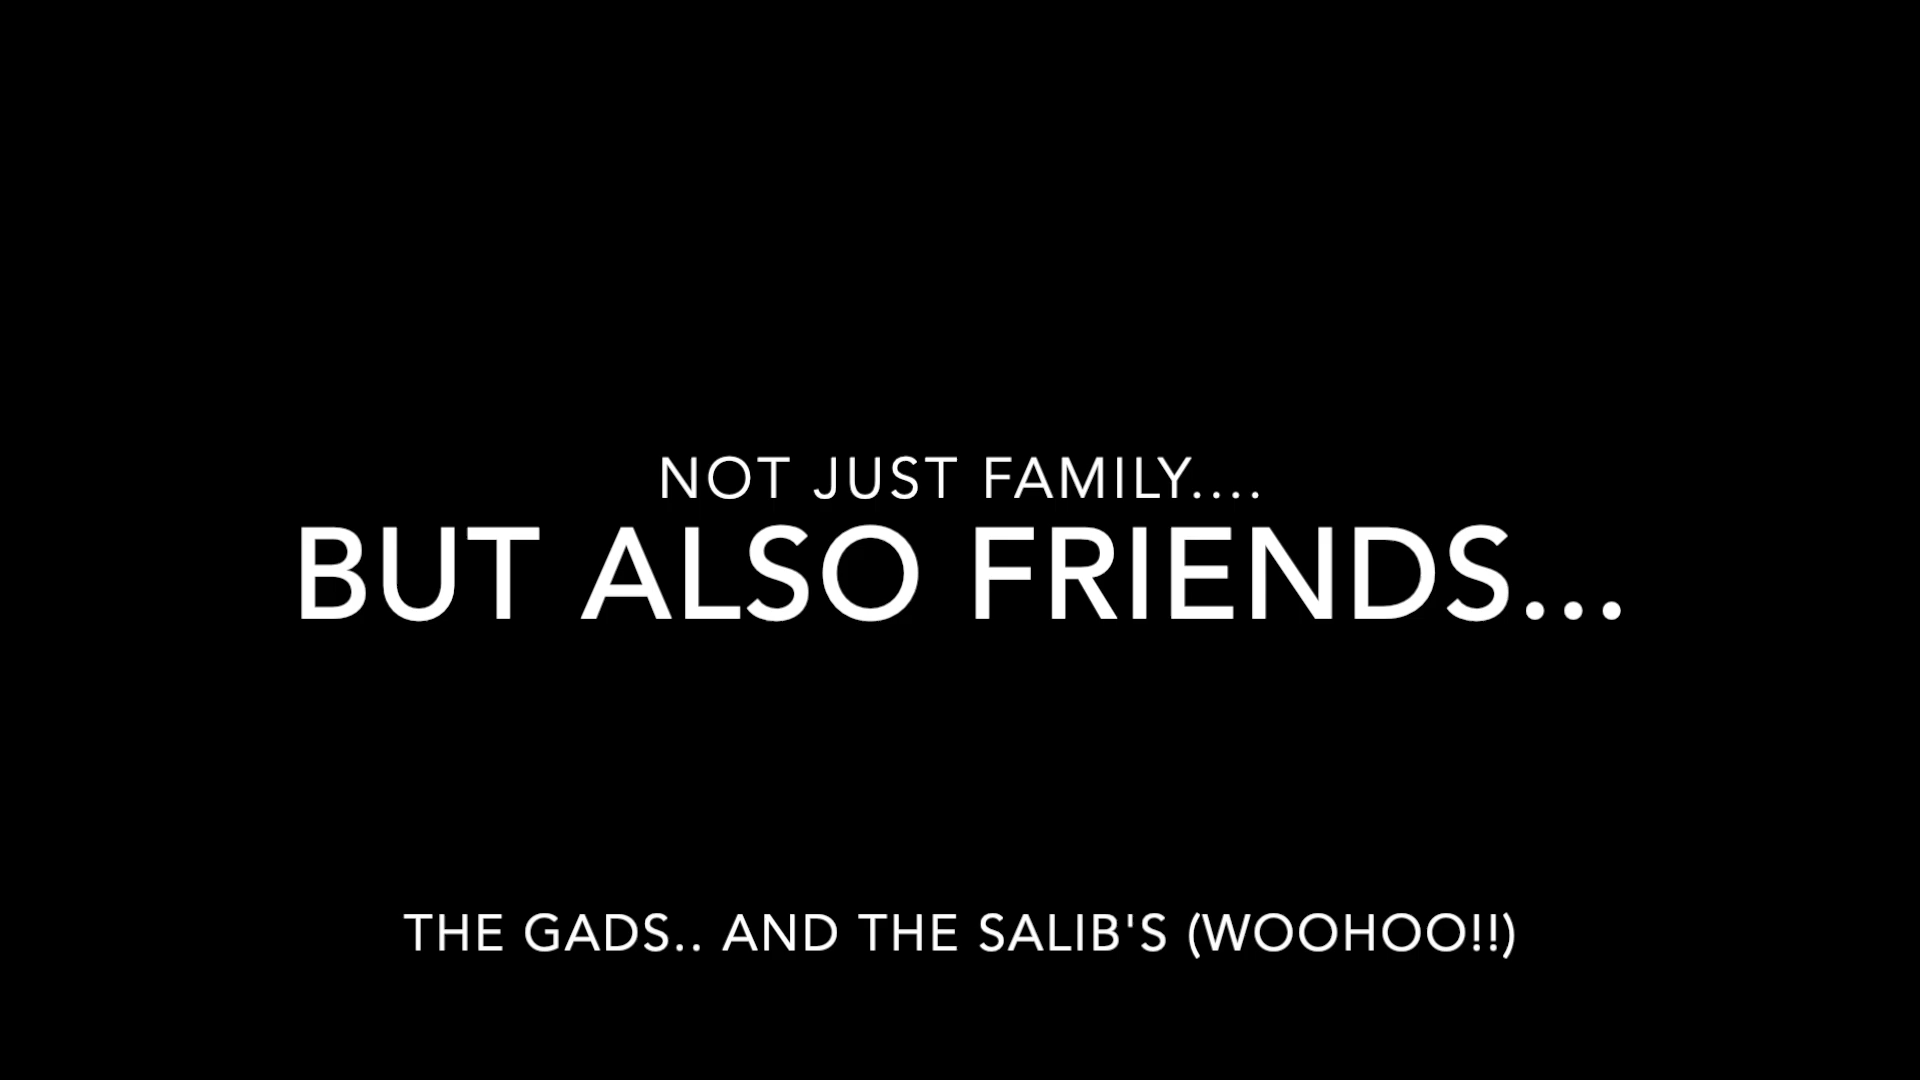 NOT JUST FAMILY....
BUT ALSO FRIENDS...
THE GADS.. AND THE SALIB'S (WOOHOO!!)